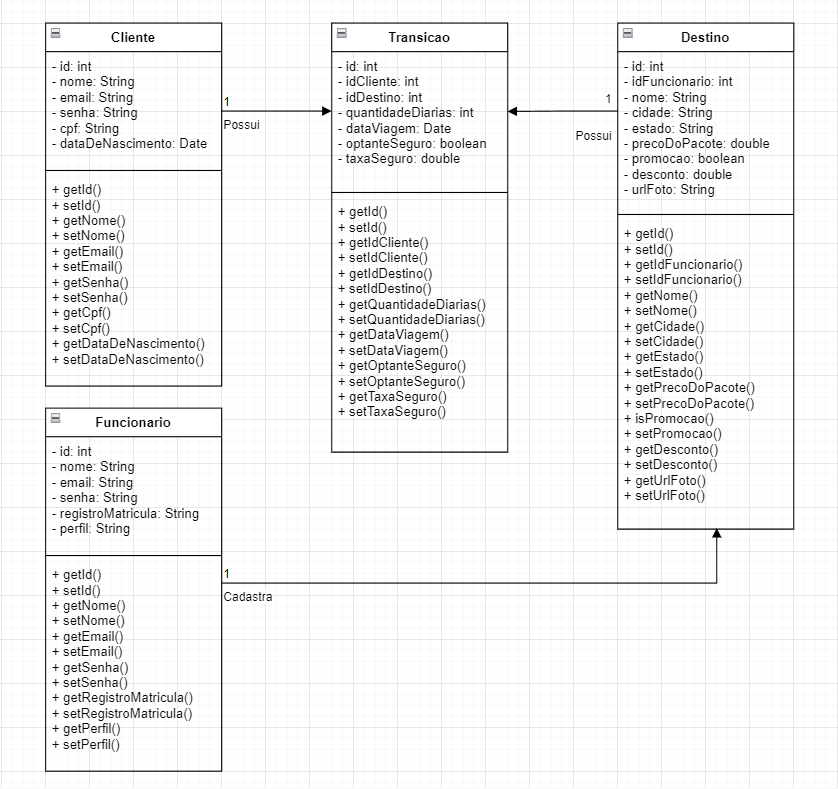 Cliente
- id: int
- nome: String
- email: String
- senha: String
- cpf: String
- dataDeNascimento: Date
+ getId()
+ setId()
+ getNome()
+ setNome()
+ getEmail()
+ setEmail()
+ getSenha()
+ setSenha()
+ getCpf()
+ setCpf()
+ getDataDeNascimento()
+ setDataDeNascimento()
1
Possui
Transicao
- id: int
- idCliente: int
- idDestino: int
- quantidadeDiarias: int
- dataViagem: Date
- optanteSeguro: boolean
- taxaSeguro: double
+ getId()
+ setId()
+ getIdCliente()
+ setIdCliente()
+ getIdDestino()
+ setIdDestino()
+ getQuantidadeDiarias()
+ setQuantidadeDiarias()
+ getDataViagem()
+ setDataViagem()
+ getOptanteSeguro()
+ setOptanteSeguro()
+ getTaxaSeguro()
+ setTaxaSeguro()
1
Possui
Destino
- id: int
- idFuncionario: int
- nome: String
- cidade: String
- estado: String
- precoDoPacote: double
- promocao: boolean
- desconto: double
- urlFoto: String
+ getId()
+ setId()
+ getIdFuncionario()
+ setIdFuncionario()
+ getNome()
+ setNome()
+ getCidade()
+ setCidade()
+ getEstado()
+ setEstado()
+ getPrecoDoPacote()
+ setPrecoDoPacote()
+ isPromocao()
+ setPromocao()
+ getDesconto()
+ setDesconto()
+ getUrlFoto()
+ setUrlFoto()
Funcionario
- id: int
- nome: String
- email: String
- senha: String
- registroMatricula: String
- perfil: String
+ getId()
+ setId()
+ getNome()
+ setNome()
+ getEmail()
+ setEmail()
+ getSenha()
+ setSenha()
+ getRegistroMatricula()
+ setRegistroMatricula()
+ getPerfil()
+ setPerfil()
1
Cadastra